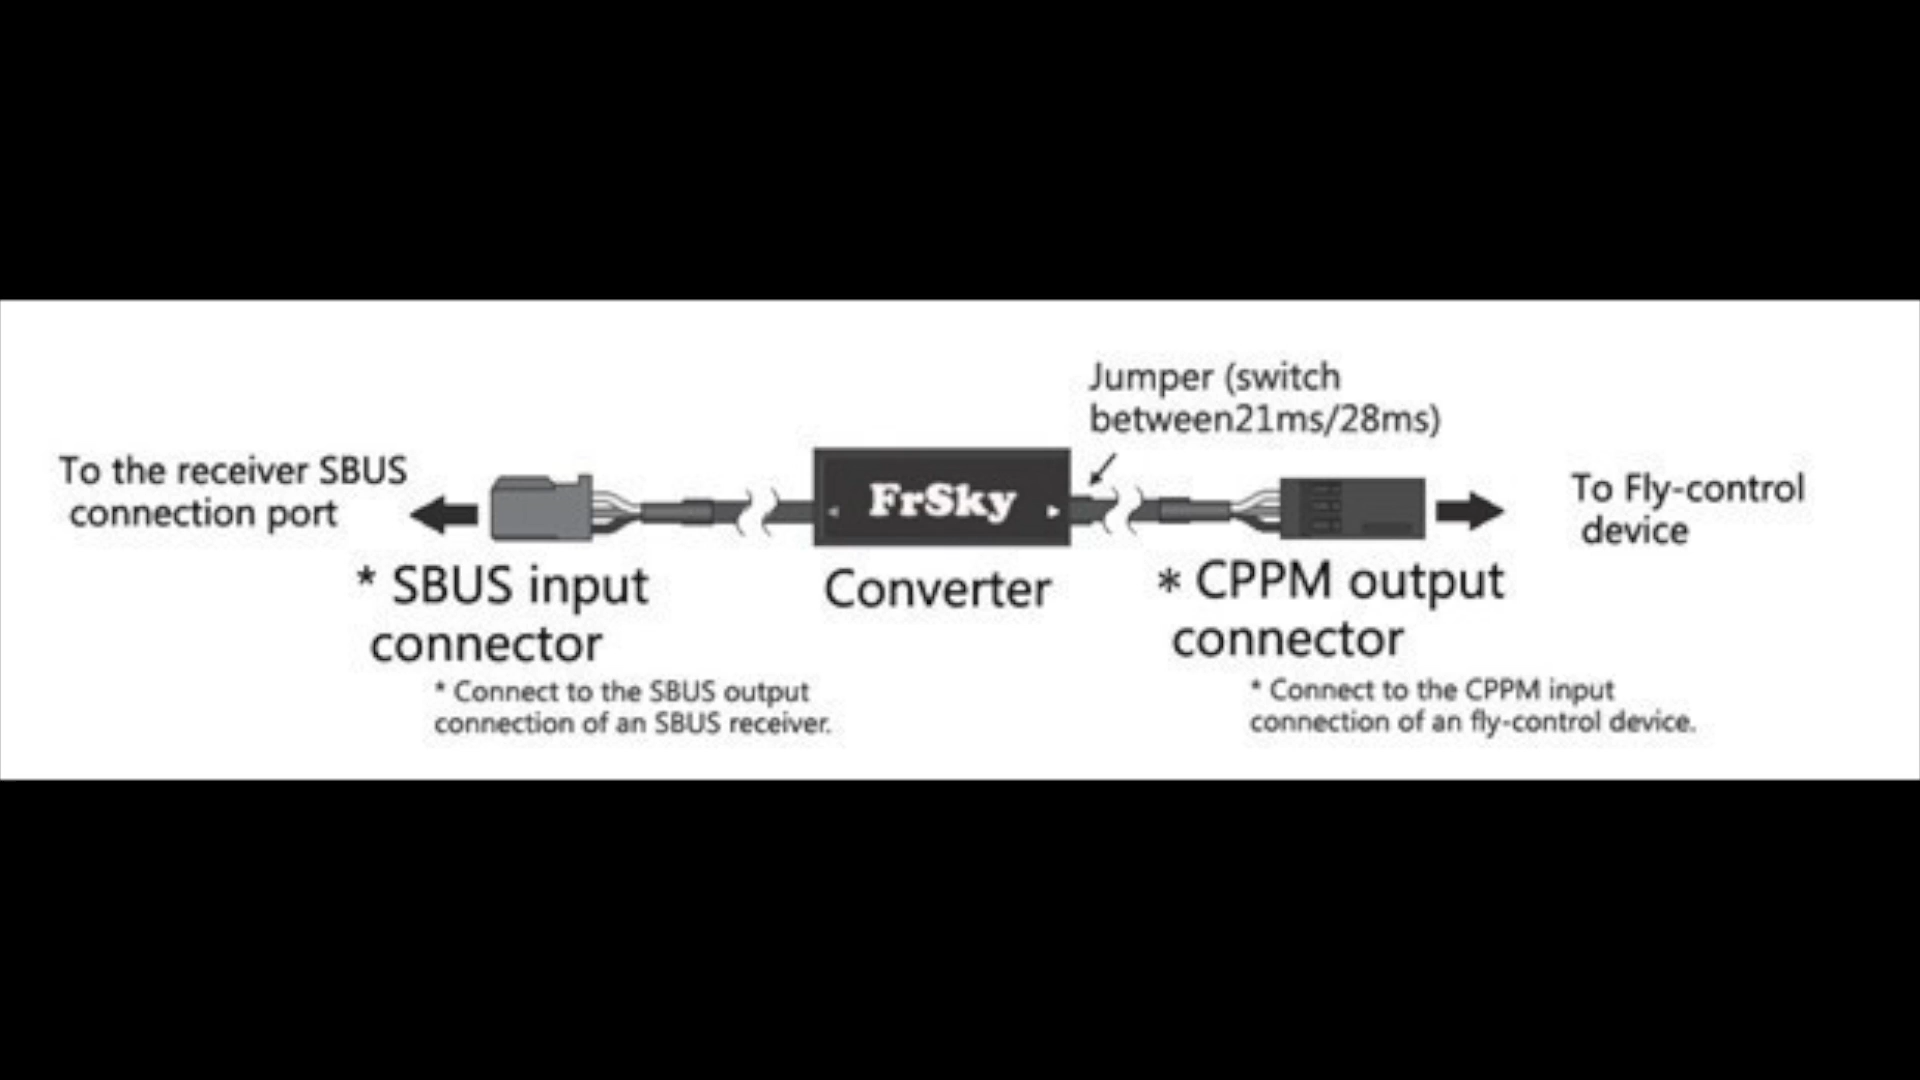 Jumper (switch
between21ms/28ms)
To the receiver SBUS
connection port
FrSky
To Fly-control
device
* SBUS input
connector
Converter
* CPPM output
connector
* Connect to the SBUS output
connection of an SBUS receiver.
* Connect to the CPPM input
connection of an fly-control device.